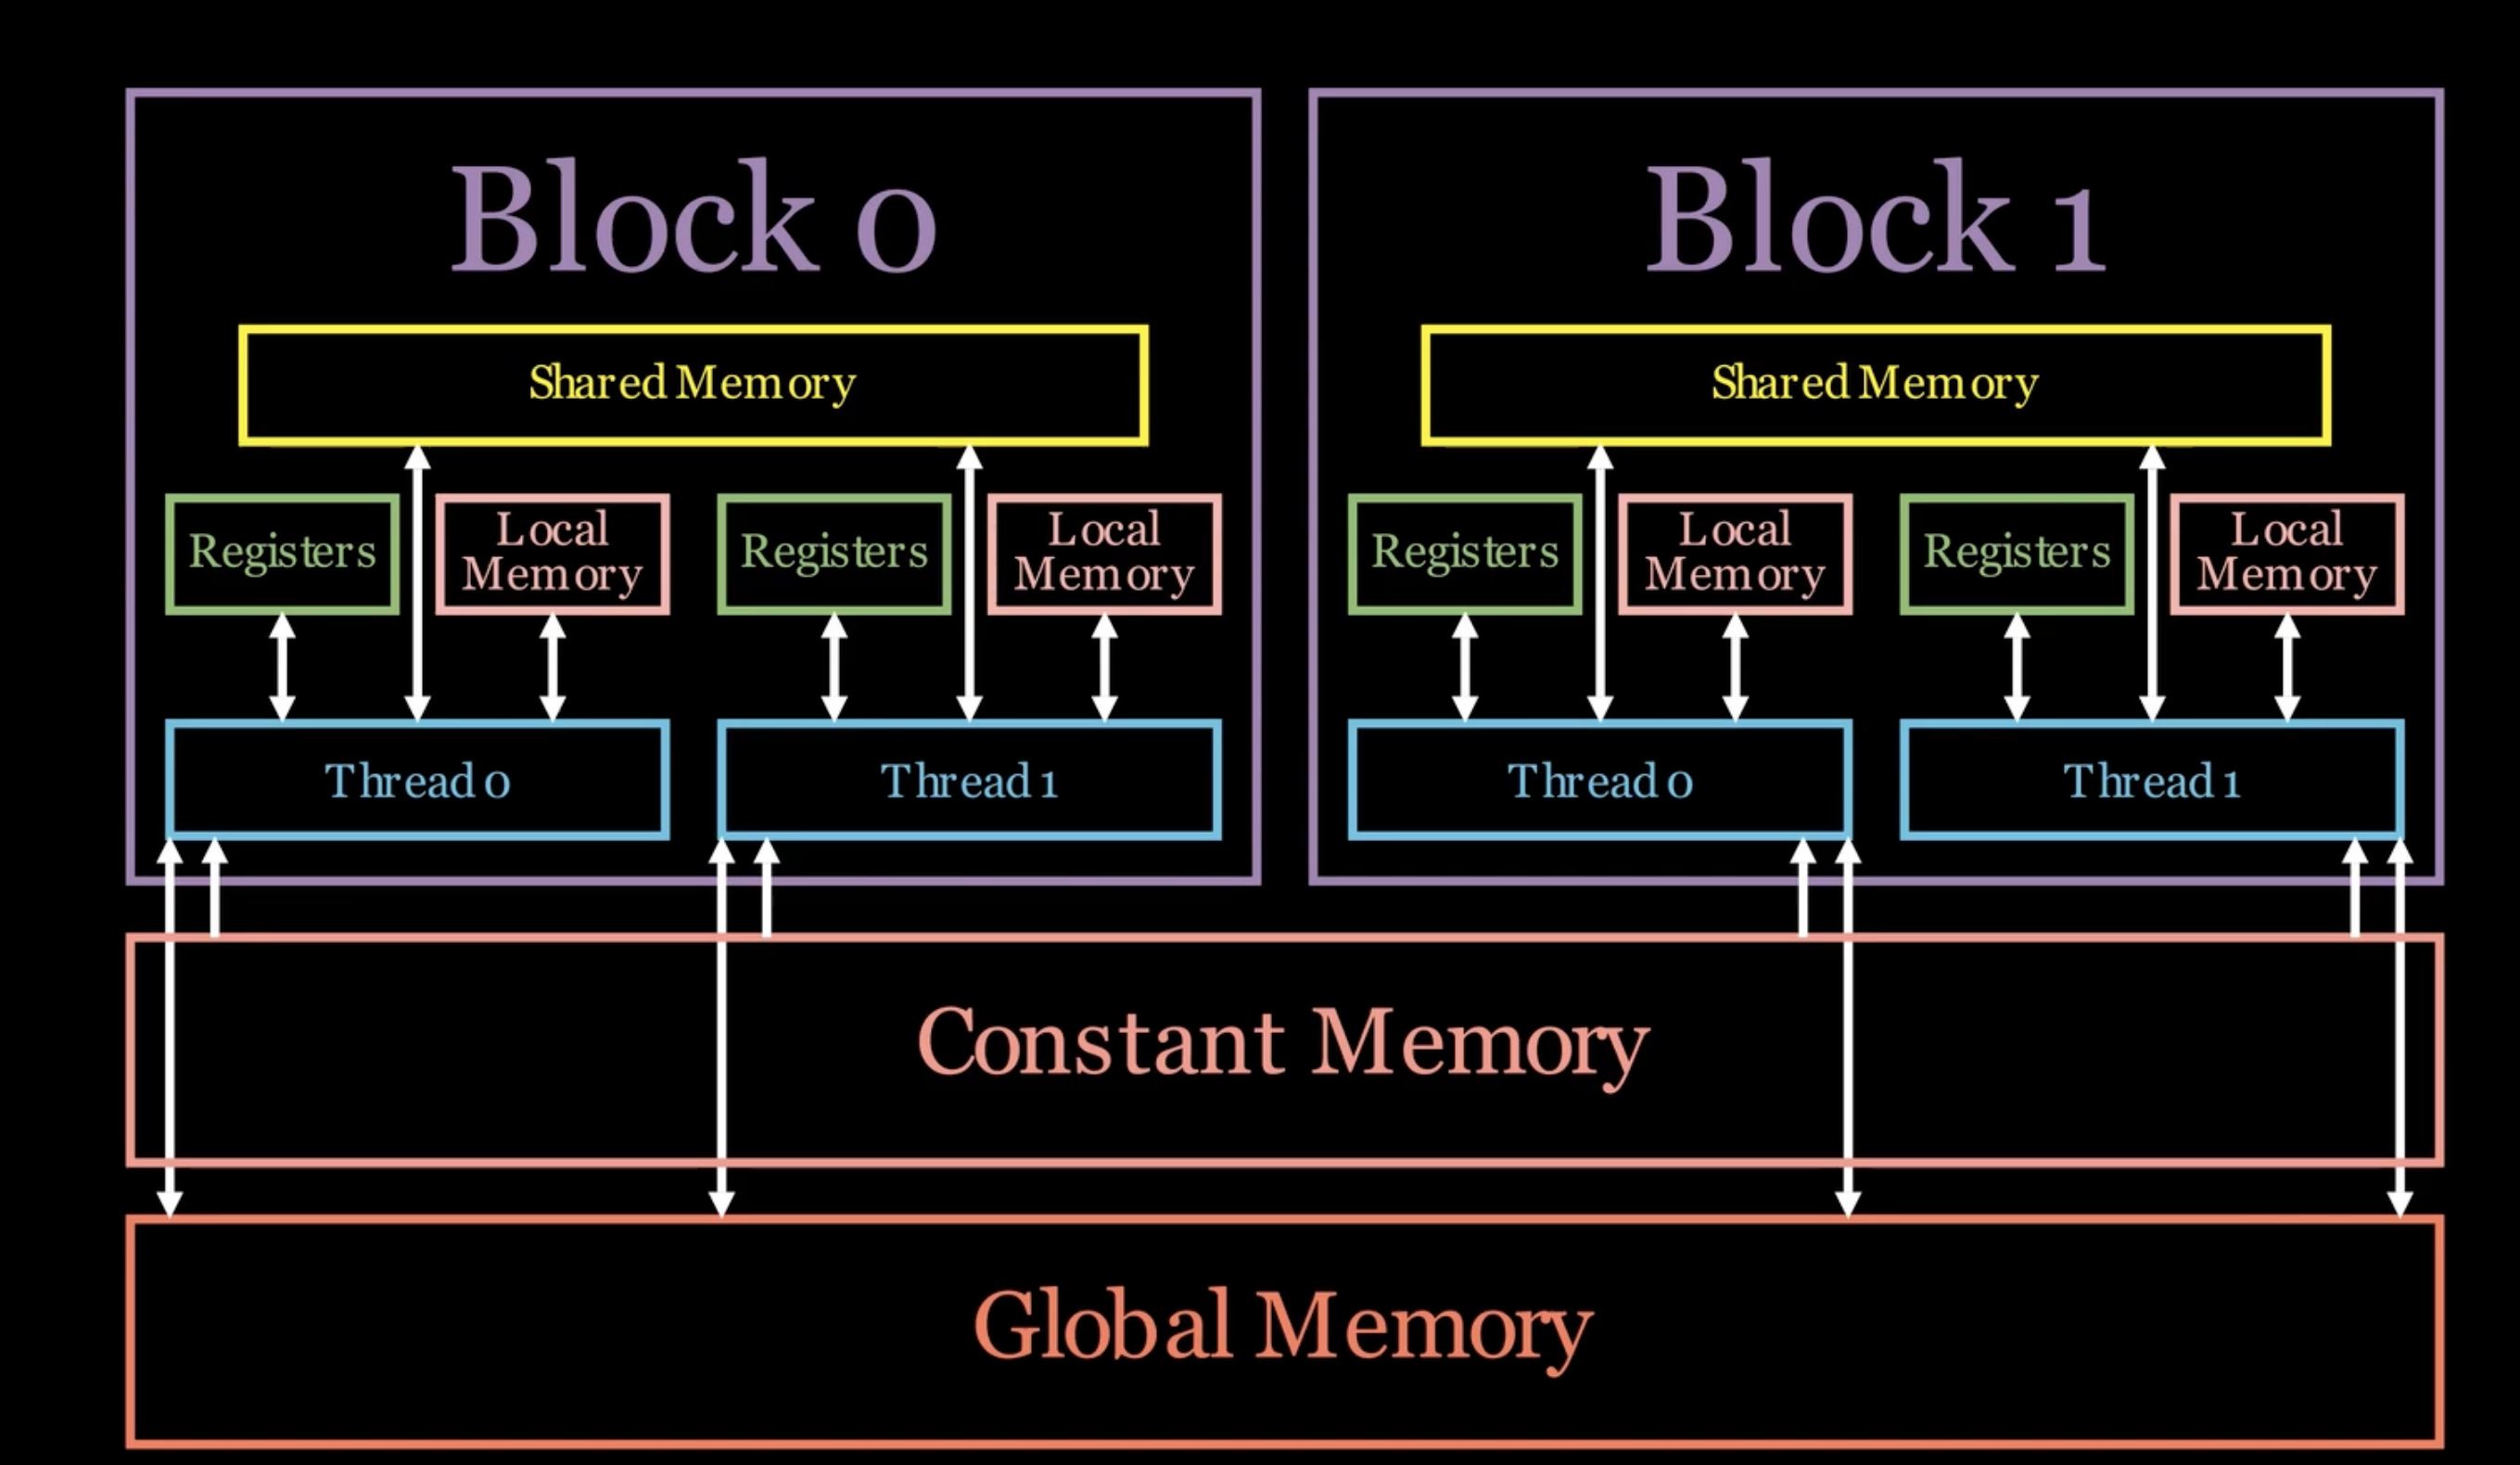 Block 0
Shared Memory
Registers
Local
Memory
Registers
Local
Memory
Thread 0
Thread 1
Block 1
Shared Memory
Registers
Local
Memory
Registers
Local
Memory
Thread 0
Thread 1
Constant Memory
Global Memory